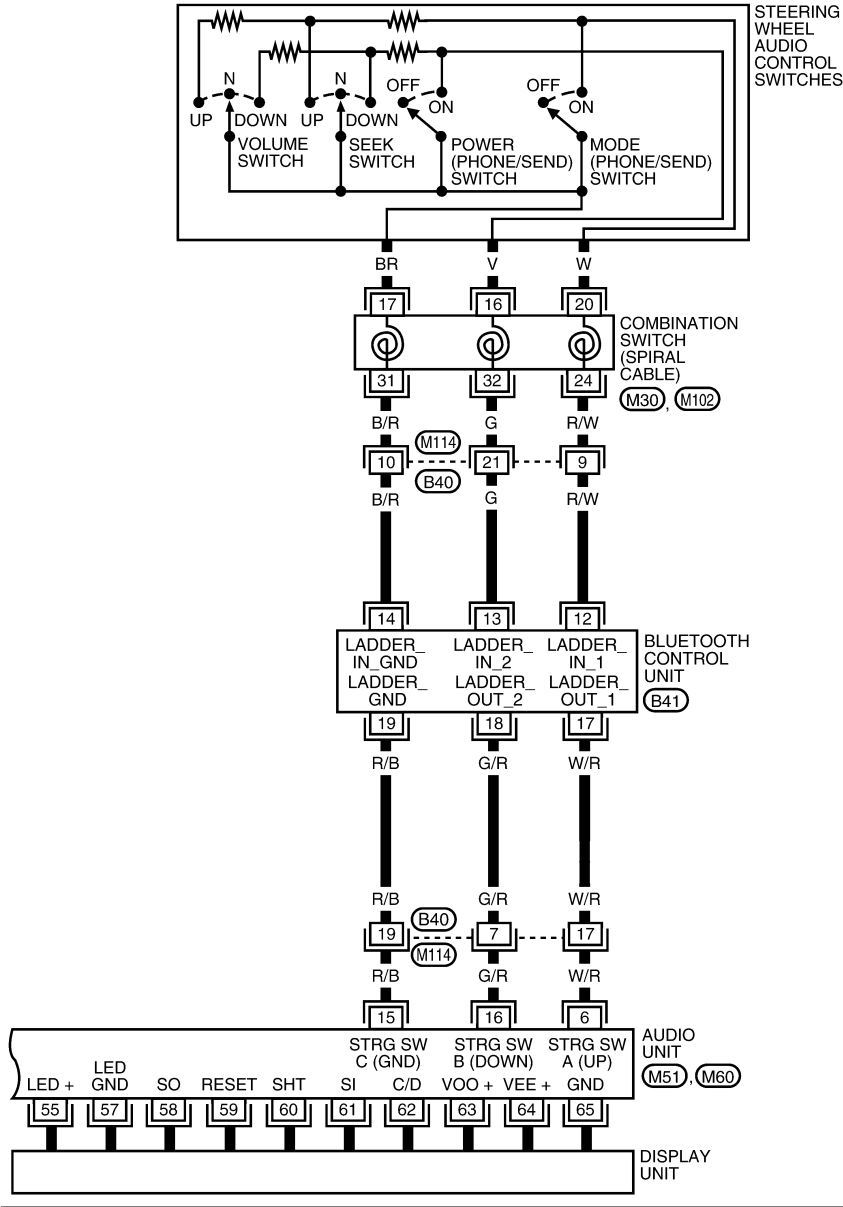 STEERING
WHEEL
AUDIO
CONTROL
SWITCHES
N
N
OFF
OFF
UP
DOWN
UP
DOWN
ON
ON
VOLUME
SWITCH
SEEK
SWITCH
POWER
(PHONE/SEND)
SWITCH
MODE
(PHONE/SEND)
SWITCH
BR
V
W
17
16
20
COMBINATION
SWITCH
(SPIRAL
CABLE)
M30, M102
31
32
24
B/R
G
R/W
M114
10
21
9
B40
B/R
G
R/W
14
13
12
LADDER_
IN_GND
LADDER_
IN_2
LADDER_
IN_1
LADDER_
GND
LADDER_
OUT_2
LADDER_
OUT_1
BLUETOOTH
CONTROL
UNIT
B41
19
18
17
R/B
G/R
W/R
R/B
G/R
W/R
B40
19
7
17
M114
R/B
G/R
W/R
15
16
6
STRG SW
C (GND)
STRG SW
B (DOWN)
STRG SW
A (UP)
AUDIO
UNIT
M51, M60
LED +
LED
GND
SO
RESET
SHT
SI
C/D
VOO +
VEE +
GND
55
57
58
59
60
61
62
63
64
65
DISPLAY
UNIT